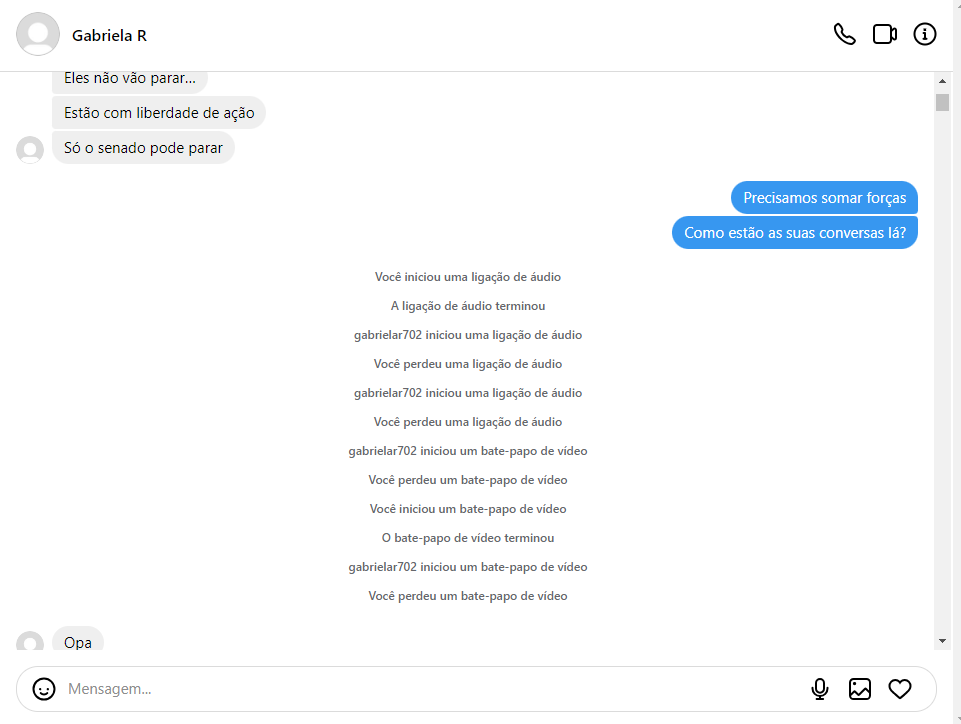 Gabriela R
Eles não vão parar...
Estão com liberdade de ação
Só o senado pode parar
Precisamos somar forças
Como estão as suas conversas lá?
Você iniciou uma ligação de áudio
A ligação de áudio terminou
gabrielar702 iniciou uma ligação de áudio
Você perdeu uma ligação de áudio
gabrielar702 iniciou uma ligação de áudio
Você perdeu uma ligação de áudio
gabrielar702 iniciou um bate-papo de vídeo
Você perdeu um bate-papo de vídeo
Você iniciou um bate-papo de vídeo
O bate-papo de vídeo terminou
gabrielar702 iniciou um bate-papo de vídeo
Você perdeu um bate-papo de vídeo
Opa
Mensagem...